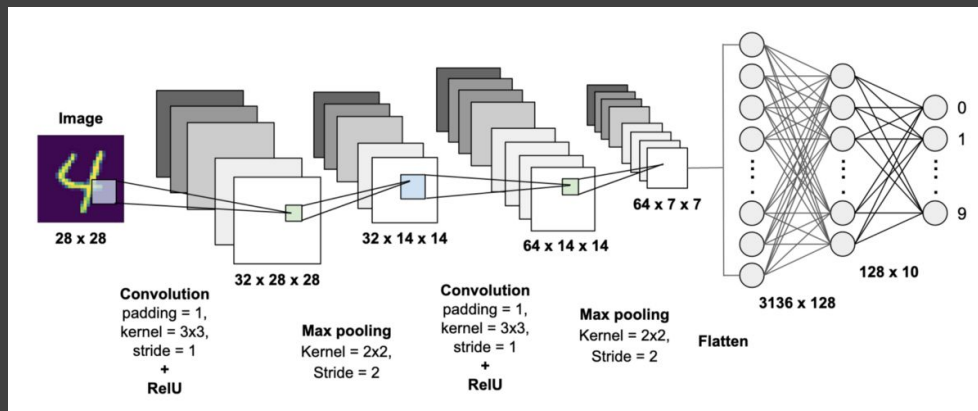 Image
28 x 28
32 x 28 x 28
Convolution
padding = 1,
kernel = 3x3,
stride = 1
+
RelU
32 x 14 x 14
Max pooling
Kernel = 2x2,
Stride = 2
64 x 14 x 14
Convolution
padding = 1,
kernel = 3x3,
stride = 1
+
RelU
64 x 7 x 7
Max pooling
Kernel = 2x2,
Stride = 2
Flatten
3136 x 128
128 x 10
0
1
9